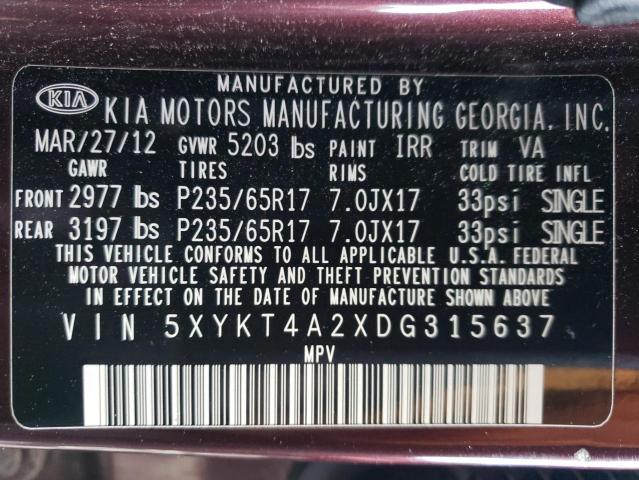 MANUFACTURED BY
KIA KIA MOTORS MANUFACTURING GEORGIA, INC.
MAR/27/12 GVWR 5203 lbs PAINT IRR TRIM VA
GAWR TIRES RIMS COLD TIRE INFL
FRONT 2977 lbs P235/65R17 7.0JX17 33psi SINGLE
REAR 3197 lbs P235/65R17 7.0JX17 33psi SINGLE
THIS VEHICLE CONFORMS TO ALL APPLICABLE U.S.A. FEDERAL
MOTOR VEHICLE SAFETY AND THEFT PREVENTION STANDARDS
IN EFFECT ON THE DATE OF MANUFACTURE SHOWN ABOVE
VIN 5XYKT4A2XDG315637
MPV